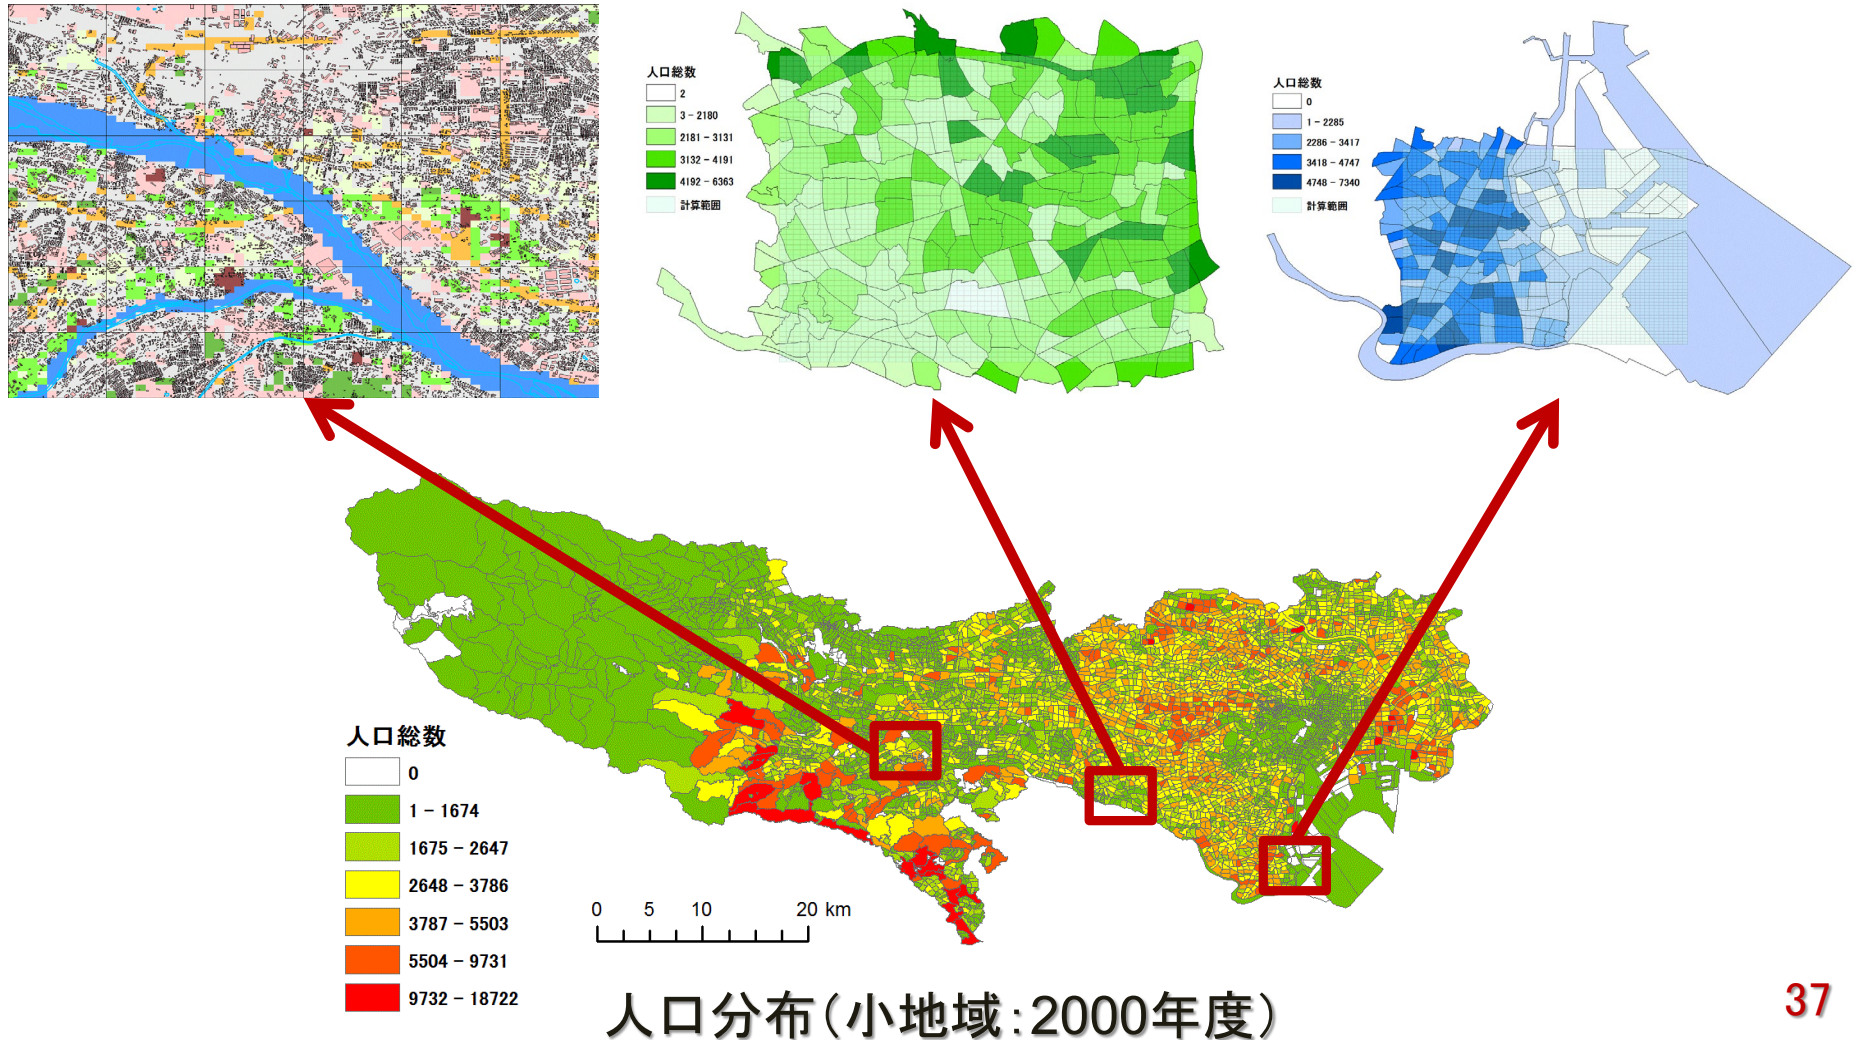 人口総数
2
3 – 2180
2181 – 3131
3132 – 4191
4192 – 6363
計算範囲
人口総数
0
1 – 2285
2286 – 3417
3418 – 4747
4748 – 7340
計算範囲
人口総数
0
1 – 1674
1675 – 2647
2648 – 3786
3787 – 5503
5504 – 9731
9732 – 18722
0 5 10 20 km
人口分布(小地域:2000年度)
37